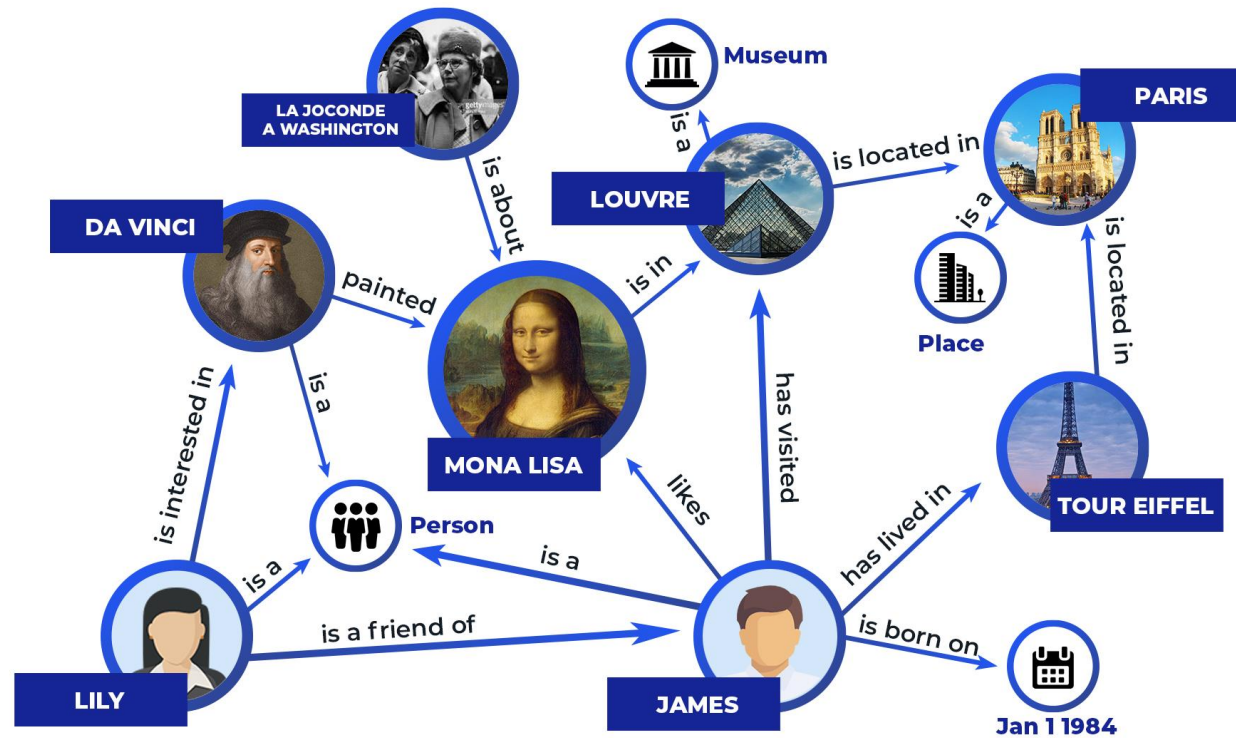 LA JOCONDE
A WASHINGTON
gettyimages
Museum
PARIS
is a
is located in
is about
LOUVRE
DA VINCI
is a
is located in
painted
is in
Place
is a
has visited
is interested in
MONA LISA
likes
TOUR EIFFEL
Person
has lived in
is a
is a
is a friend of
is born on
LILY
JAMES
Jan 1 1984